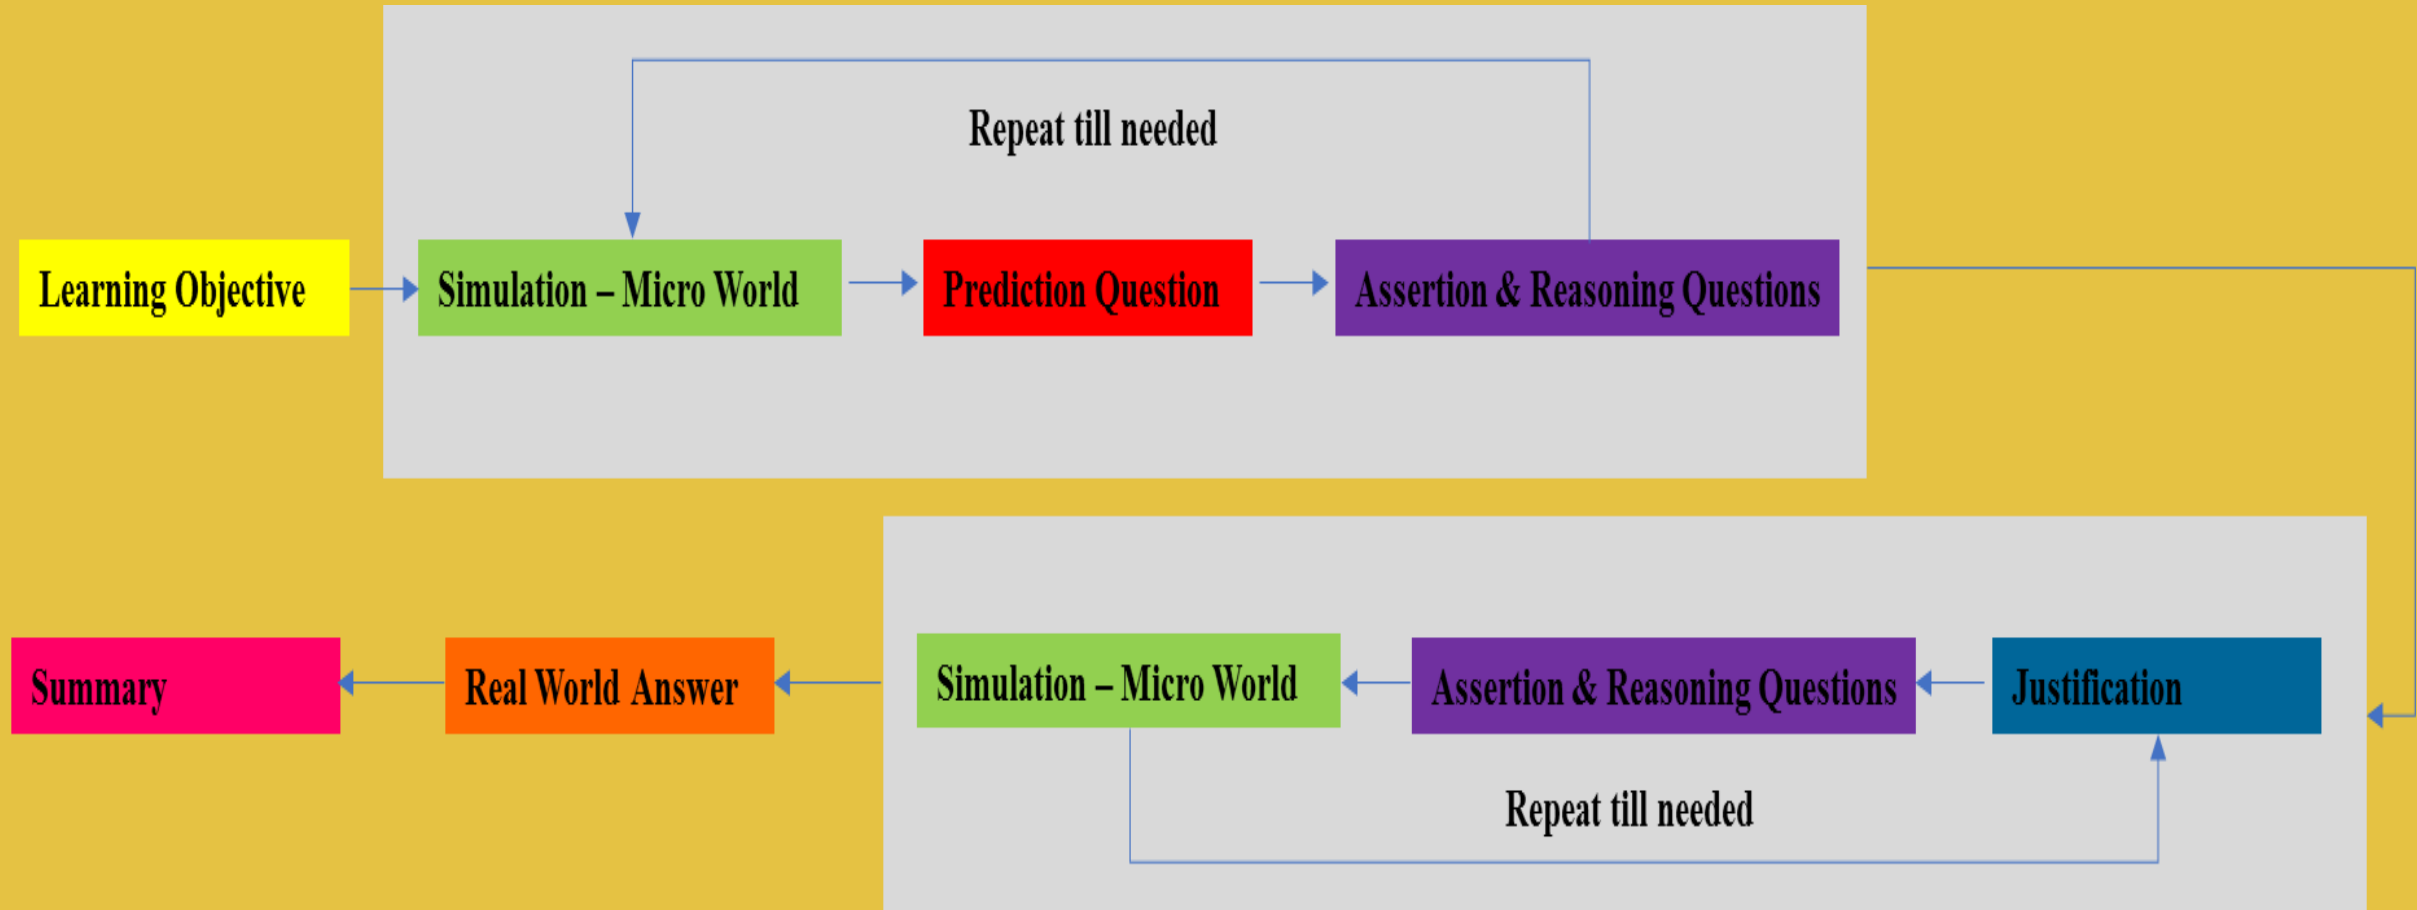 Repeat till needed
Learning Objective
Simulation – Micro World
Prediction Question
Assertion & Reasoning Questions
Summary
Real World Answer
Simulation – Micro World
Assertion & Reasoning Questions
Justification
Repeat till needed